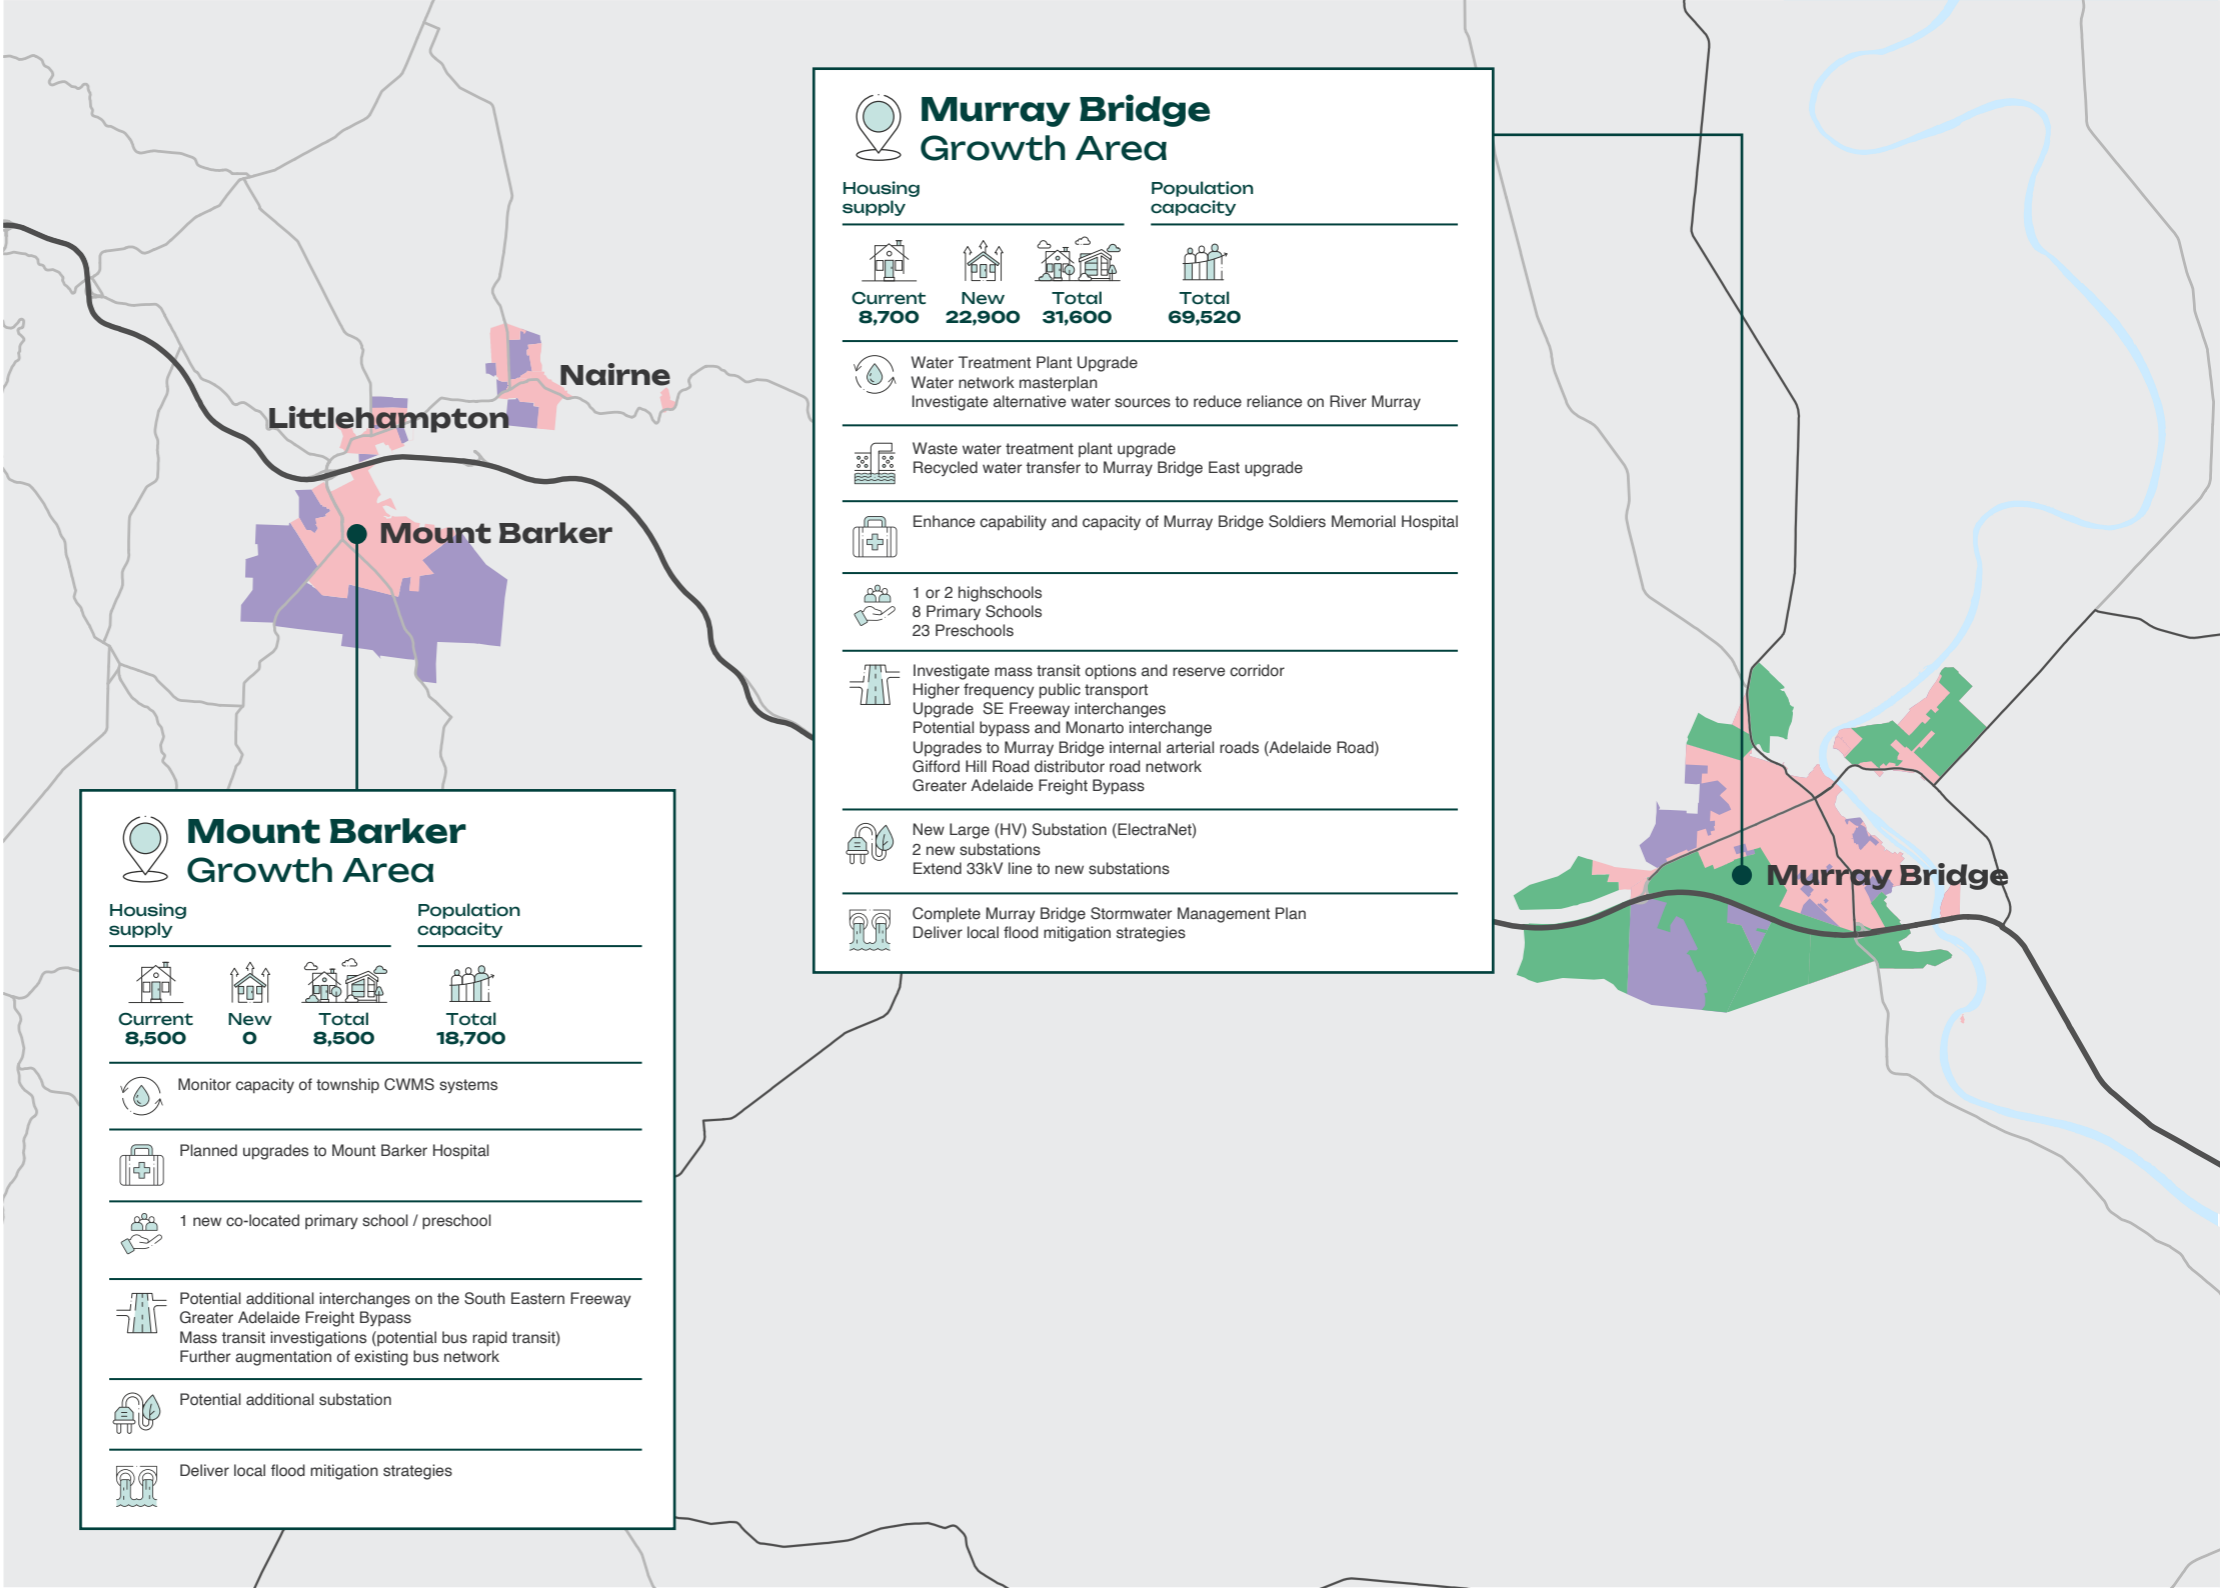 Murray Bridge
Growth Area
Housing
supply
Population
capacity
Current
New
Total
Total
8,700
22,900
31,600
69,520
Water Treatment Plant Upgrade
Water network masterplan
Investigate alternative water sources to reduce reliance on River Murray
Waste water treatment plant upgrade
Recycled water transfer to Murray Bridge East upgrade
Enhance capability and capacity of Murray Bridge Soldiers Memorial Hospital
1 or 2 highschools
8 Primary Schools
23 Preschools
Investigate mass transit options and reserve corridor
Higher frequency public transport
Upgrade  SE Freeway interchanges
Potential bypass and Monarto interchange
Upgrades to Murray Bridge internal arterial roads (Adelaide Road)
Gifford Hill Road distributor road network
Greater Adelaide Freight Bypass
New Large (HV) Substation (ElectraNet)
2 new substations
Extend 33kV line to new substations
Complete Murray Bridge Stormwater Management Plan
Deliver local flood mitigation strategies
Nairne
Littlehampton
Mount Barker
Murray Bridge
Mount Barker
Growth Area
Housing
supply
Population
capacity
Current
New
Total
Total
8,500
0
8,500
18,700
Monitor capacity of township CWMS systems
Planned upgrades to Mount Barker Hospital
1 new co-located primary school / preschool
Potential additional interchanges on the South Eastern Freeway
Greater Adelaide Freight Bypass
Mass transit investigations (potential bus rapid transit)
Further augmentation of existing bus network
Potential additional substation
Deliver local flood mitigation strategies